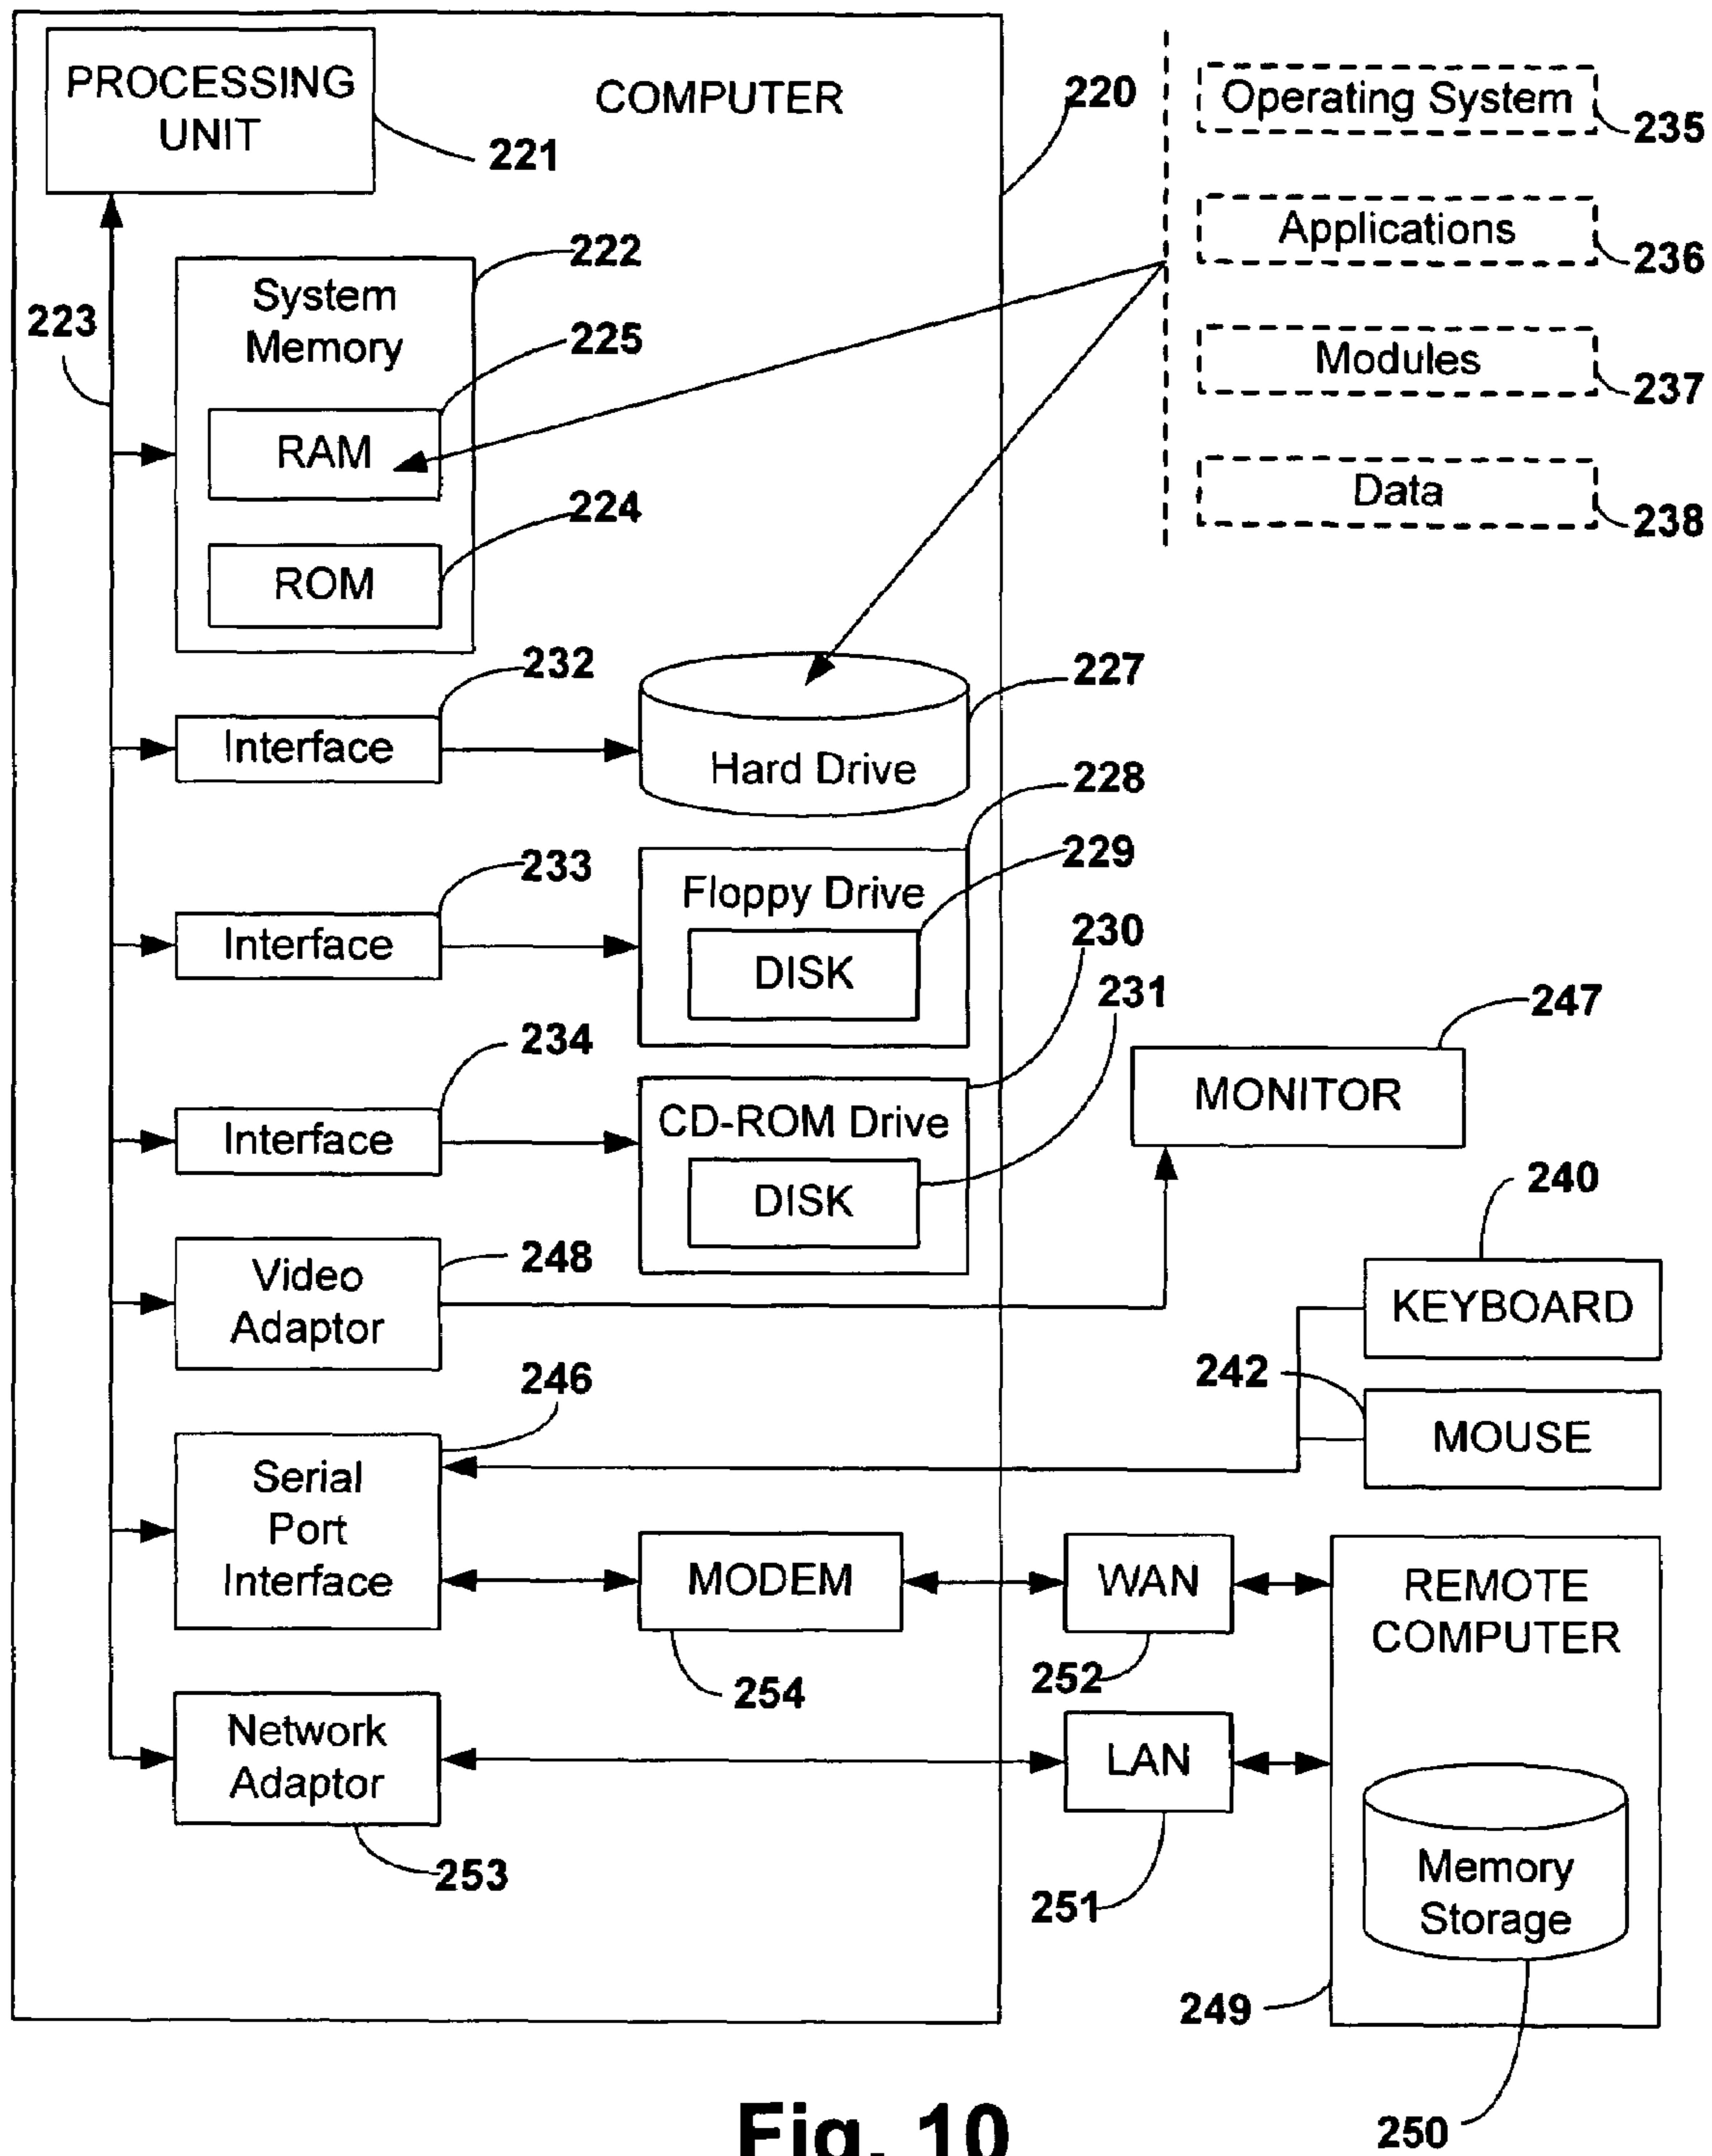 PROCESSING
UNIT
COMPUTER
220
221
Operating System
235
Applications
236
Modules
237
Data
238
223
222
System
Memory
225
RAM
224
ROM
232
Interface
227
Hard Drive
228
233
Interface
229
Floppy Drive
DISK
230
231
234
Interface
CD-ROM Drive
DISK
247
MONITOR
248
Video
Adaptor
240
KEYBOARD
242
MOUSE
246
Serial
Port
Interface
MODEM
254
WAN
252
REMOTE
COMPUTER
Network
Adaptor
253
LAN
251
Memory
Storage
249
250
Fig. 10